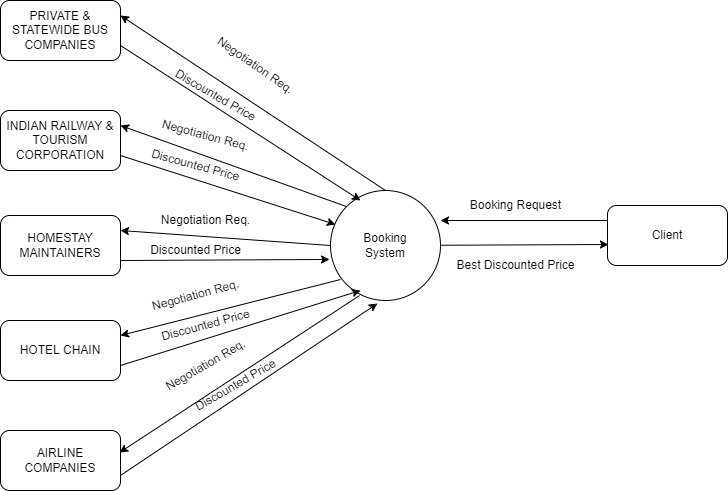 PRIVATE &
STATEWIDE BUS
COMPANIES
Negotiation Req.
Discounted Price
INDIAN RAILWAY &
TOURISM
CORPORATION
Negotiation Req.
Discounted Price
HOMESTAY
MAINTAINERS
Negotiation Req.
Discounted Price
HOTEL CHAIN
Negotiation Req.
Discounted Price
AIRLINE
COMPANIES
Negotiation Req.
Discounted Price
Booking
System
Booking Request
Best Discounted Price
Client